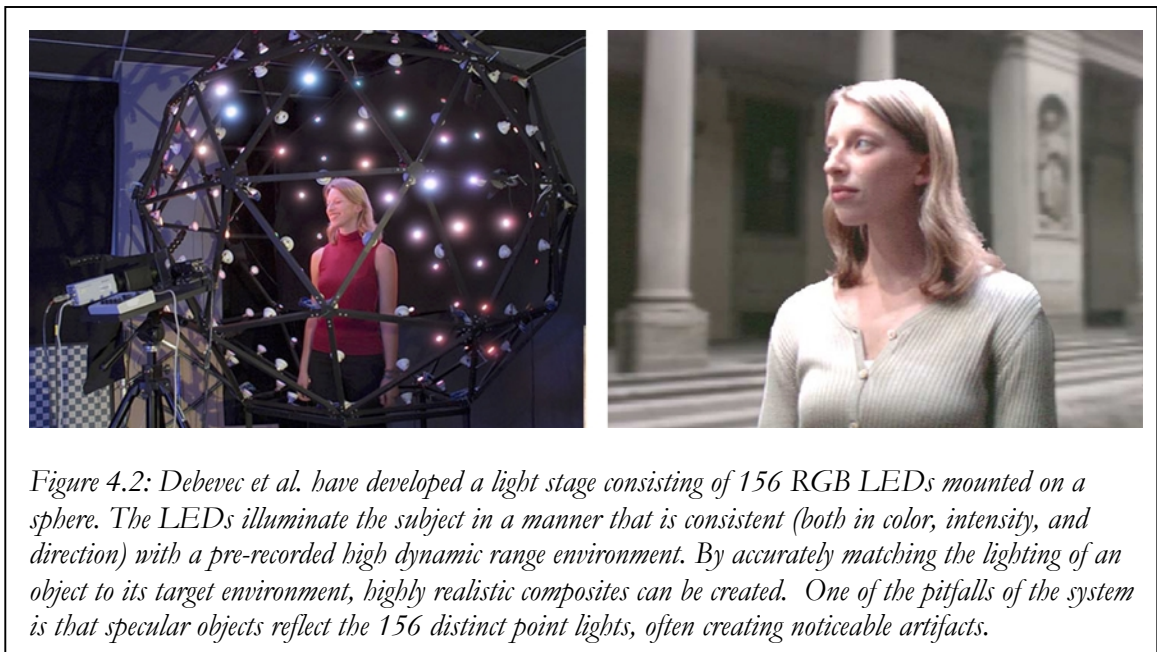 Figure 4.2: Debevec et al. have developed a light stage consisting of 156 RGB LEDs mounted on a
sphere. The LEDs illuminate the subject in a manner that is consistent (both in color, intensity, and
direction) with a pre-recorded high dynamic range environment. By accurately matching the lighting of an
object to its target environment, highly realistic composites can be created.  One of the pitfalls of the system
is that specular objects reflect the 156 distinct point lights, often creating noticeable artifacts.